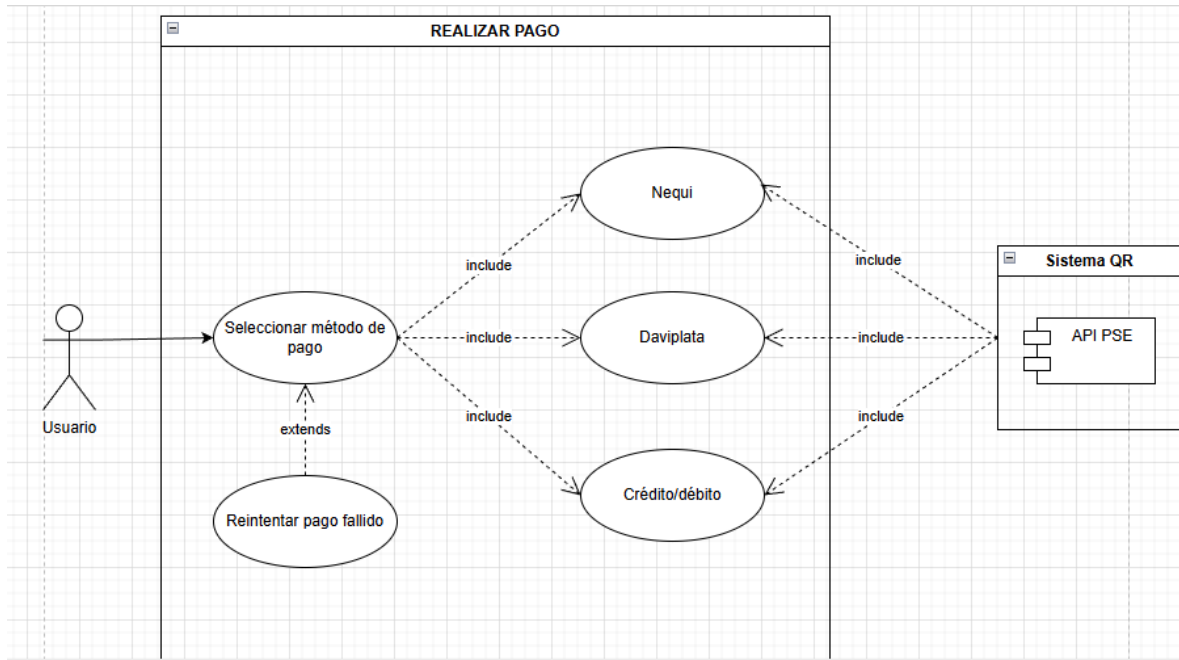 REALIZAR PAGO
Nequi
include
include
Sistema QR
API PSE
Seleccionar método de
pago
include
Daviplata
include
Usuario
extends
include
include
Crédito/débito
Reintentar pago fallido